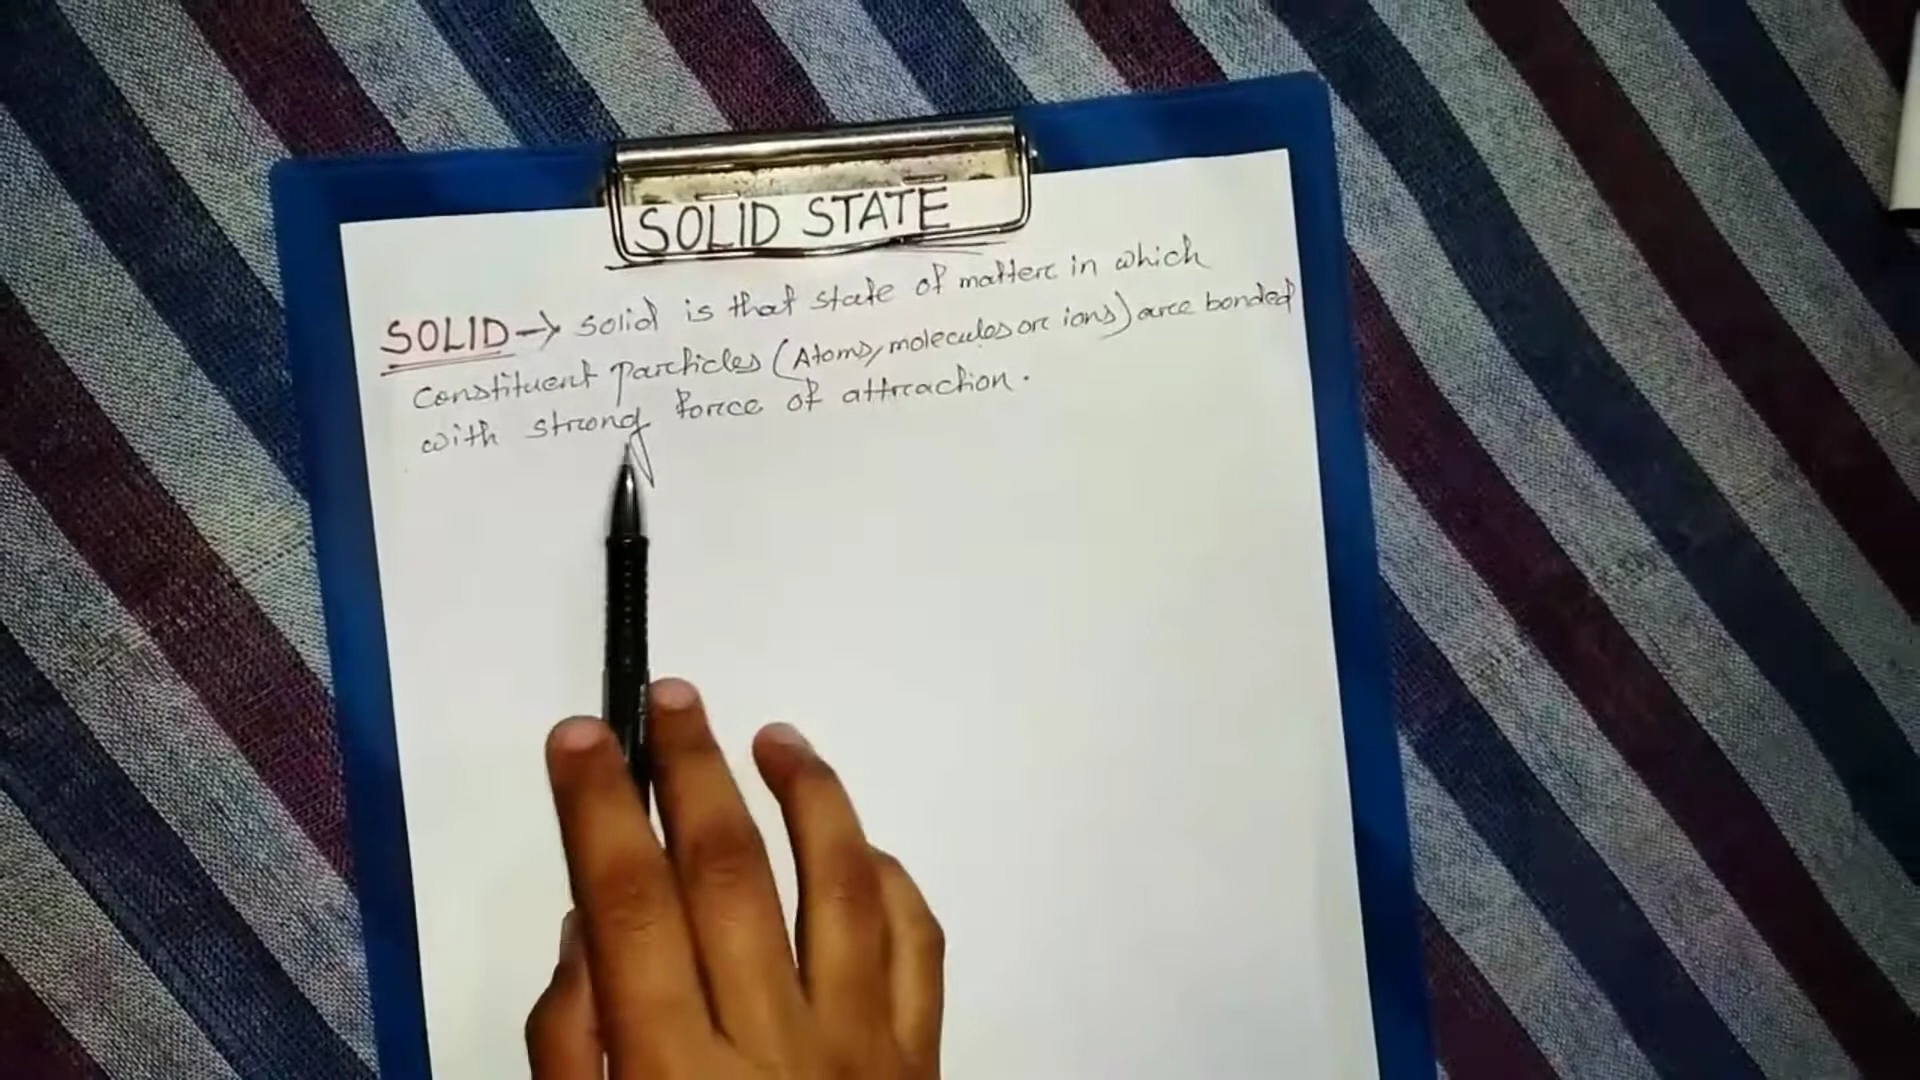 SOLID STATE
SOLID → solid is that state of matter in which
constituent particles (Atoms, molecules or ions) are bonded
with strong force of attraction.